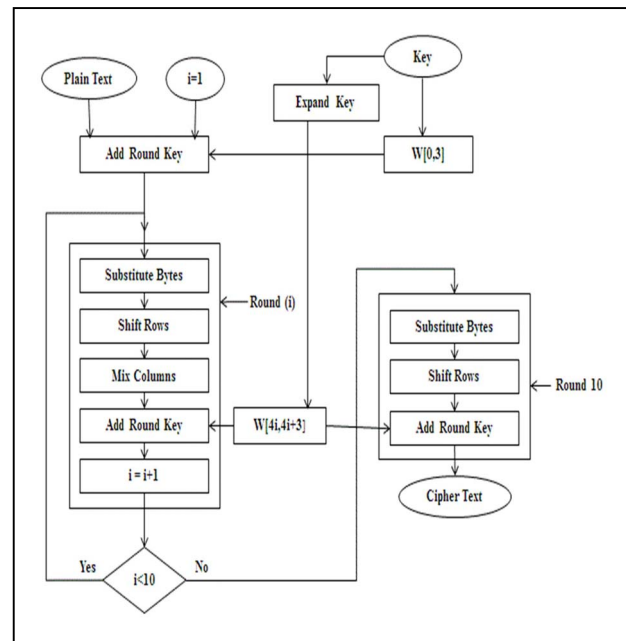 Plain Text
i=1
Key
Expand Key
Add Round Key
W[0,3]
Substitute Bytes
Shift Rows
Mix Columns
Add Round Key
i = i+1
Round (i)
W[4i,4i+3]
Substitute Bytes
Shift Rows
Add Round Key
Round 10
Cipher Text
Yes
i<10
No